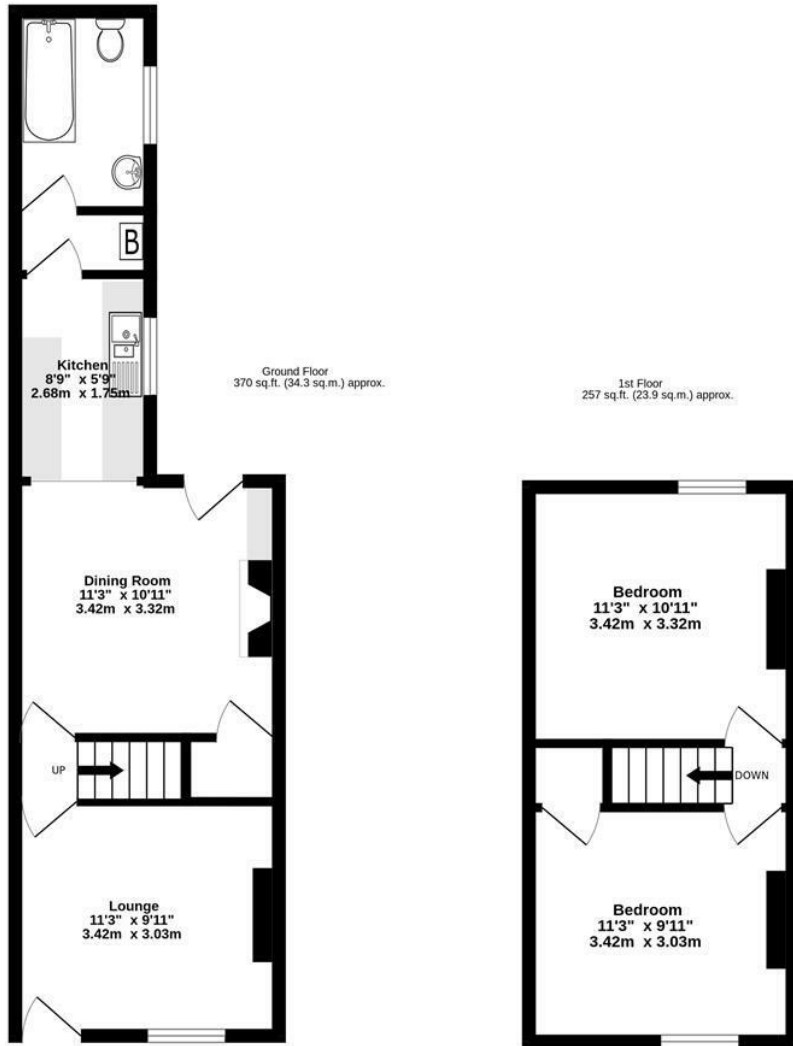 B
Kitchen
8'9" x 5'9"
2.68m x 1.75m
Ground Floor
370 sq.ft. (34.3 sq.m.) approx.
1st Floor
257 sq.ft. (23.9 sq.m.) approx.
Dining Room
11'3" x 10'11"
3.42m x 3.32m
Bedroom
11'3" x 10'11"
3.42m x 3.32m
UP
DOWN
Lounge
11'3" x 9'11"
3.42m x 3.03m
Bedroom
11'3" x 9'11"
3.42m x 3.03m